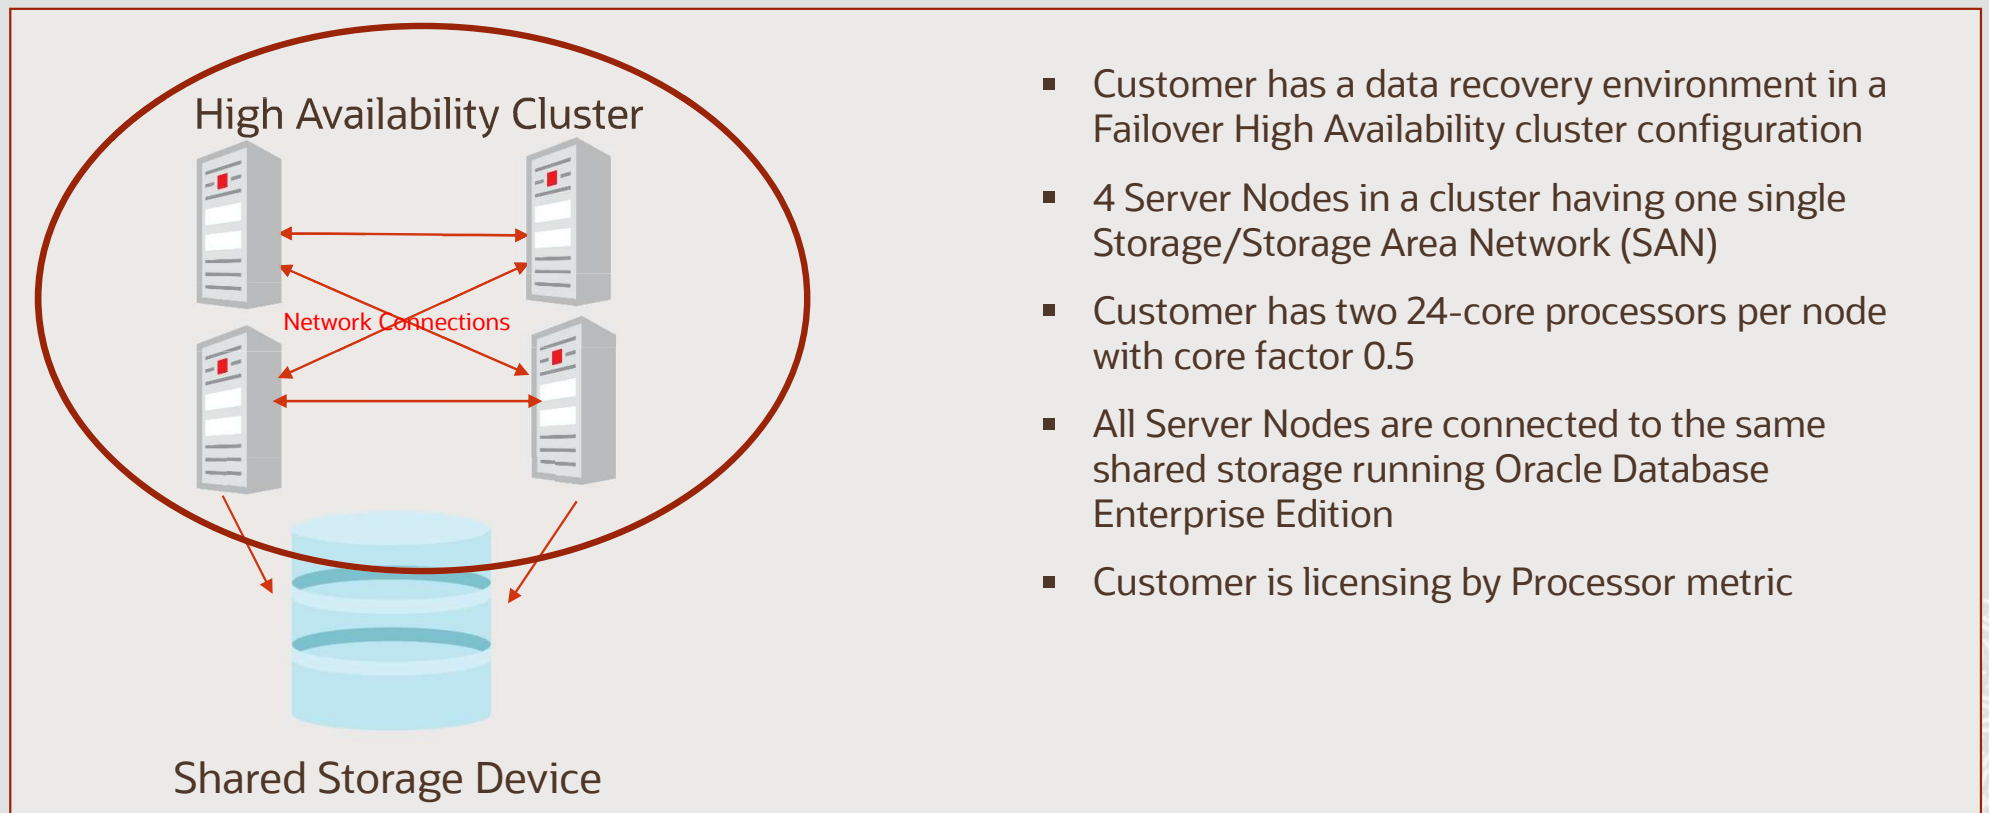 High Availability Cluster
Network Connections
Shared Storage Device
▪ Customer has a data recovery environment in a
Failover High Availability cluster configuration
▪ 4 Server Nodes in a cluster having one single
Storage/Storage Area Network (SAN)
▪ Customer has two 24-core processors per node
with core factor 0.5
▪ All Server Nodes are connected to the same
shared storage running Oracle Database
Enterprise Edition
▪ Customer is licensing by Processor metric